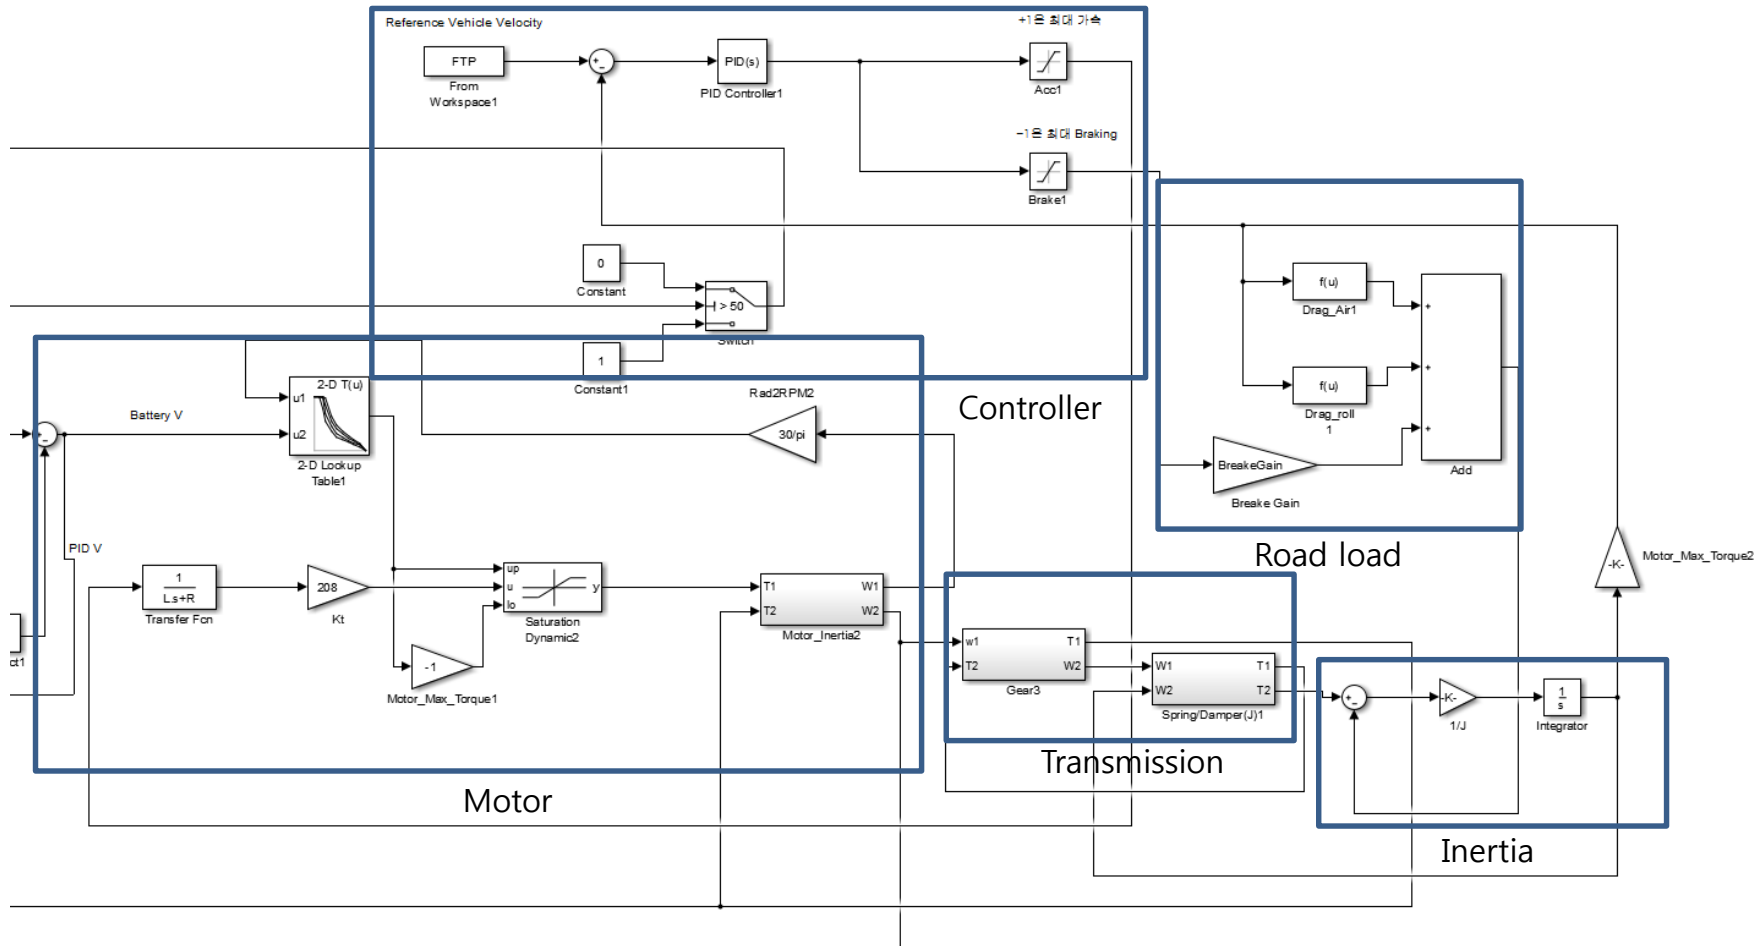 Reference Vehicle Velocity
+1은 최대 가속
FTP
From
Workspace1
+
-
PID(s)
PID Controller1
Acc1
-1은 최대 Braking
Brake1
0
Constant
> 50
Switch
1
Constant1
Controller
f(u)
Drag_Air1
f(u)
Drag_roll
1
BreakeGain
Breake Gain
+
+
+
Add
Road load
Motor_Max_Torque2
-K-
Battery V
2-D T(u)
u1
u2
2-D Lookup
Table1
Rad2RPM2
30/pi
+
-
PID V
ct1
1
L.s+R
Transfer Fcn
208
Kt
up
u
lo
y
Saturation
Dynamic2
-1
Motor_Max_Torque1
T1
T2
W1
W2
Motor_Inertia2
Motor
w1
T2
T1
W2
Gear3
W1
W2
T1
T2
Spring/Damper(J)1
Transmission
+
-
-K-
1/J
1
s
Integrator
Inertia